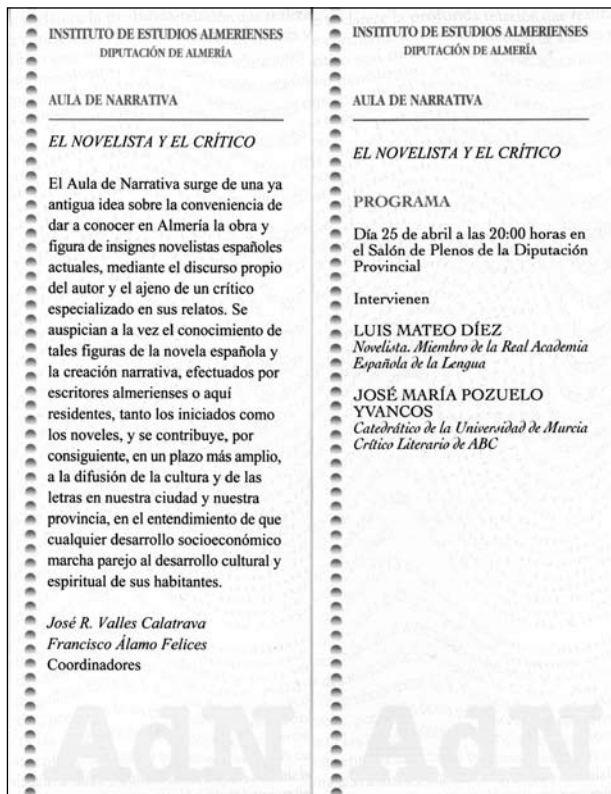 INSTITUTO DE ESTUDIOS ALMERIENSES
DIPUTACIÓN DE ALMERÍA
AULA DE NARRATIVA
EL NOVELISTA Y EL CRÍTICO
El Aula de Narrativa surge de una ya
antigua idea sobre la conveniencia de
dar a conocer en Almería la obra y
figura de insignes novelistas españoles
actuales, mediante el discurso propio
del autor y el ajeno de un crítico
especializado en sus relatos. Se
auspician a la vez el conocimiento de
tales figuras de la novela española y
la creación narrativa, efectuados por
escritores almerienses o aquí
residentes, tanto los iniciados como
los noveles, y se contribuye, por
consiguiente, en un plazo más amplio,
a la difusión de la cultura y de las
letras en nuestra ciudad y nuestra
provincia, en el entendimiento de que
cualquier desarrollo socioeconómico
marcha parejo al desarrollo cultural y
espiritual de sus habitantes.
José R. Valles Calatrava
Francisco Álamo Felices
Coordinadores
AdN
INSTITUTO DE ESTUDIOS ALMERIENSES
DIPUTACIÓN DE ALMERÍA
AULA DE NARRATIVA
EL NOVELISTA Y EL CRÍTICO
PROGRAMA
Día 25 de abril a las 20:00 horas en
el Salón de Plenos de la Diputación
Provincial
Intervienen
LUIS MATEO DÍEZ
Novelista. Miembro de la Real Academia
Española de la Lengua
JOSÉ MARÍA POZUELO
YVANCOS
Catedrático de la Universidad de Murcia
Crítico Literario de ABC
AdN